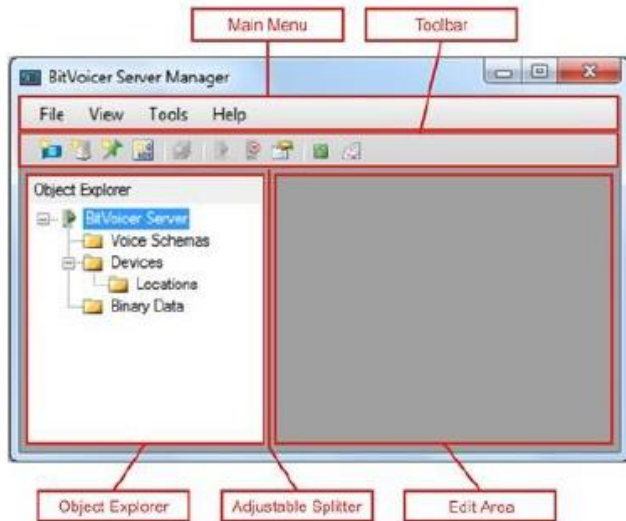 Main Menu
Toolbar
BitVoicer Server Manager
File View Tools Help
Object Explorer
BitVoicer Server
Voice Schemas
Devices
Locations
Binary Data
Object Explorer
Adjustable Splitter
Edit Area